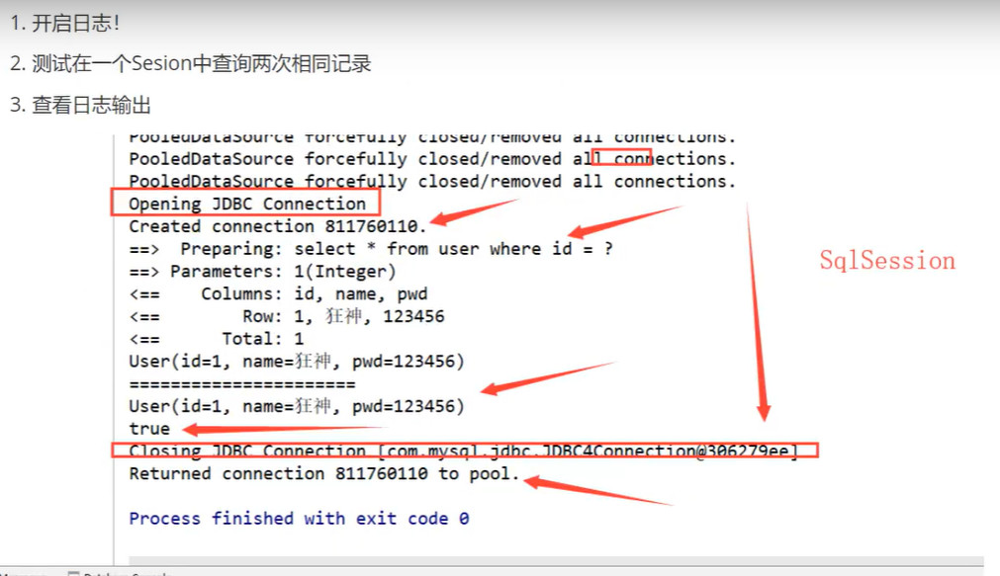 1. 开启日志！
2. 测试在一个Sesion中查询两次相同记录
3. 查看日志输出
PooledDataSource forcefully closed/removed all connections.
PooledDataSource forcefully closed/removed all connections.
PooledDataSource forcefully closed/removed all connections.
Opening JDBC Connection
Created connection 811760110.
==>  Preparing: select * from user where id = ?
==> Parameters: 1(Integer)
<==    Columns: id, name, pwd
<==        Row: 1, 狂神, 123456
<==      Total: 1
User(id=1, name=狂神, pwd=123456)
======================
User(id=1, name=狂神, pwd=123456)
true
Closing JDBC Connection [com.mysql.jdbc.JDBC4Connection@306279ee]
Returned connection 811760110 to pool.
SqlSession
Process finished with exit code 0